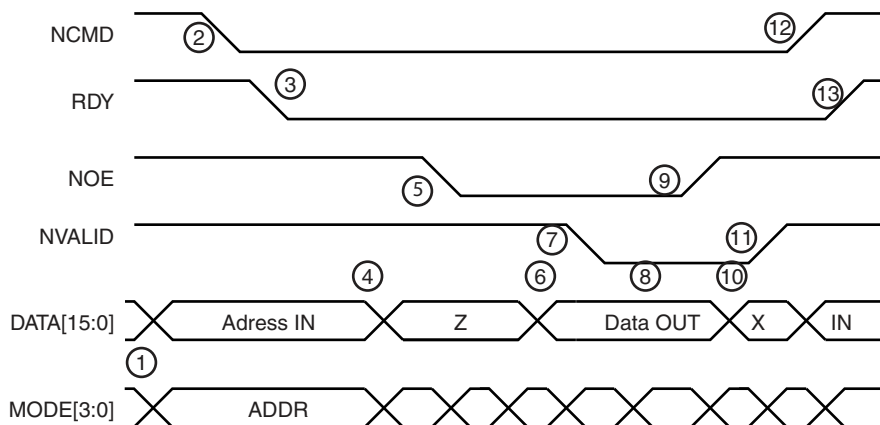 NCMD
2
12
RDY
3
13
NOE
5
9
NVALID
7
11
4
6
8
10
DATA[15:0]
Adress IN
Z
Data OUT
X
IN
1
MODE[3:0]
ADDR